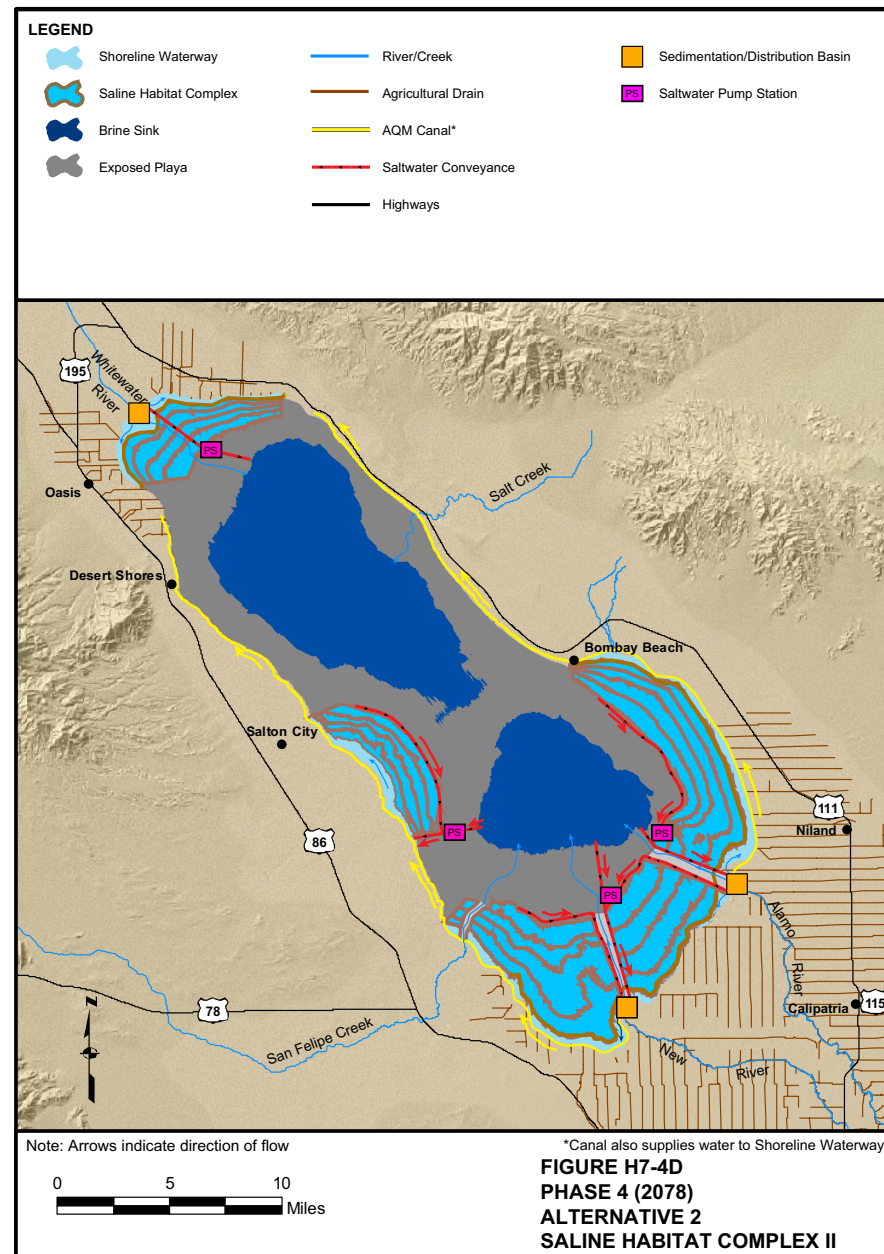 LEGEND
Shoreline Waterway
Saline Habitat Complex
Brine Sink
Exposed Playa
River/Creek
Agricultural Drain
AQM Canal*
Saltwater Conveyance
Highways
Sedimentation/Distribution Basin
PS Saltwater Pump Station
195
Whitewater
River
PS
Oasis
Salt Creek
Desert Shores
Bombay Beach
Salton City
111
Niland
PS
PS
86
PS
Alamo
River
78
115
Calipatria
San Felipe Creek
New
River
N
Note: Arrows indicate direction of flow
*Canal also supplies water to Shoreline Waterway
0 5 10
Miles
FIGURE H7-4D
PHASE 4 (2078)
ALTERNATIVE 2
SALINE HABITAT COMPLEX II